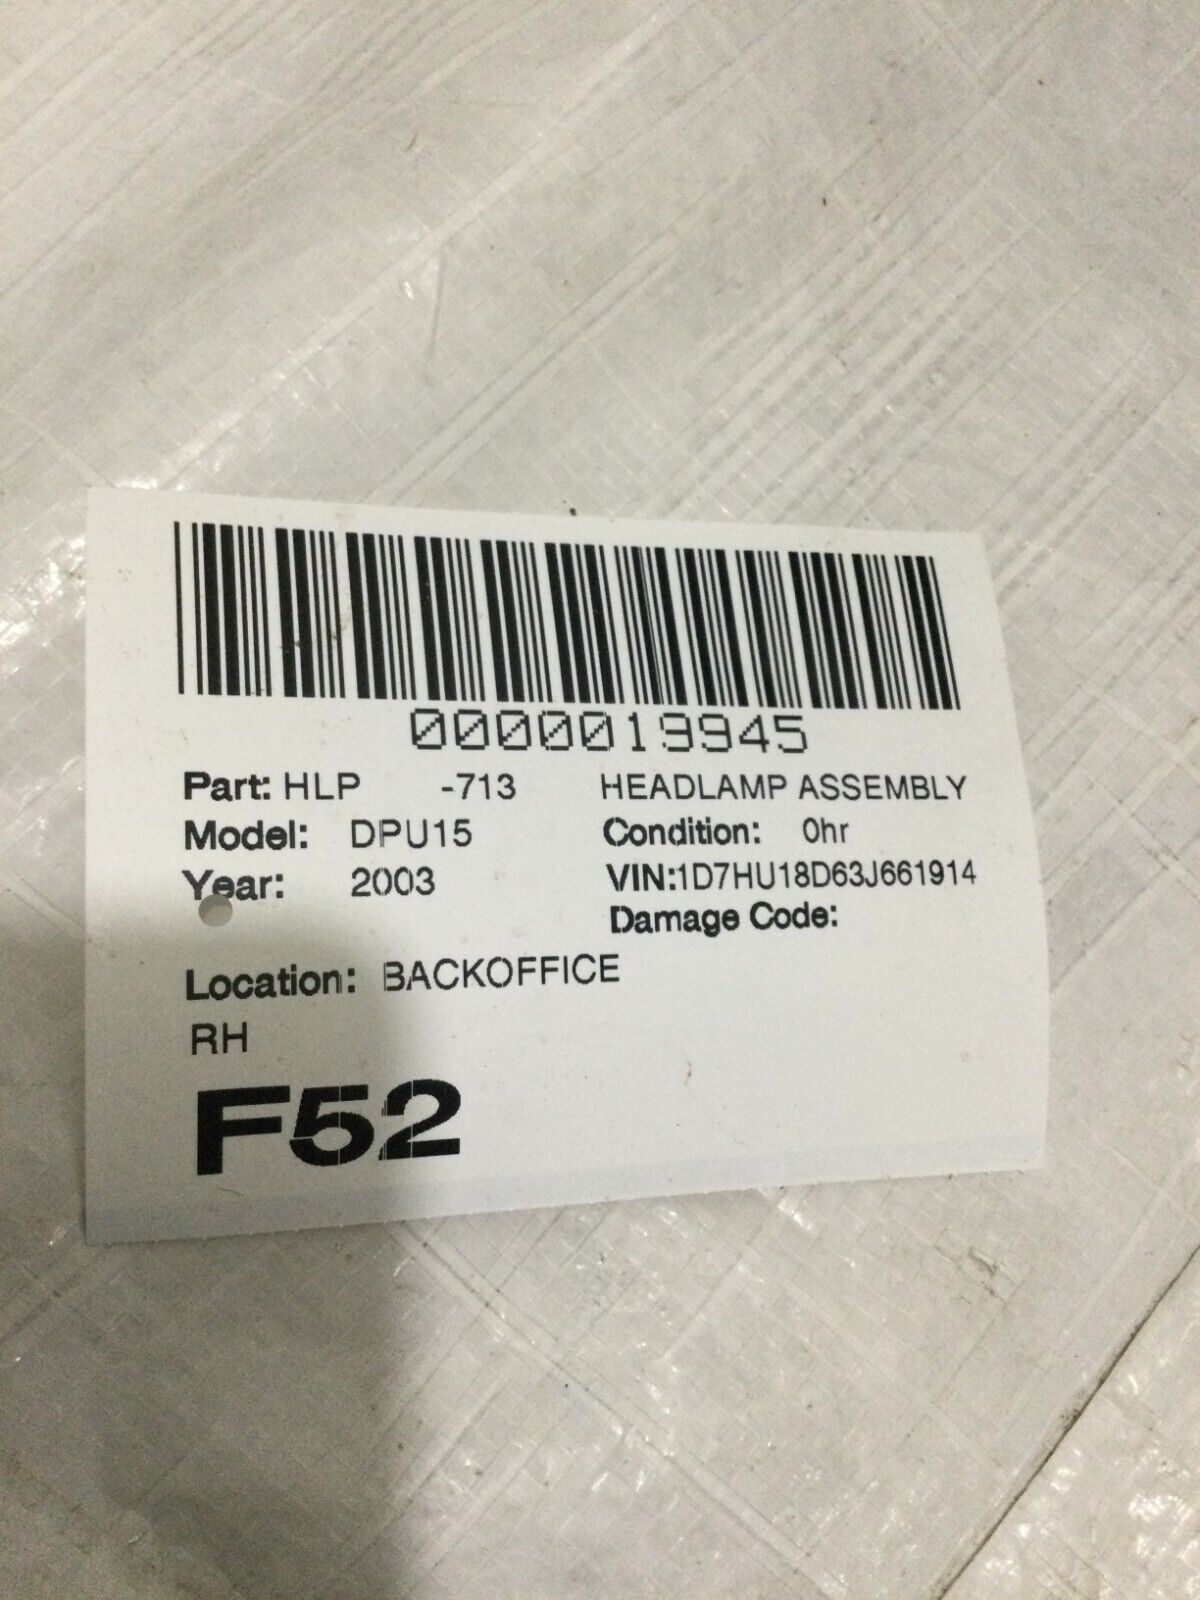 0000019945
Part: HLP -713 HEADLAMP ASSEMBLY
Model: DPU15 Condition: 0hr
Year: 2003 VIN:1D7HU18D63J661914
Damage Code:
Location: BACKOFFICE
RH
F52